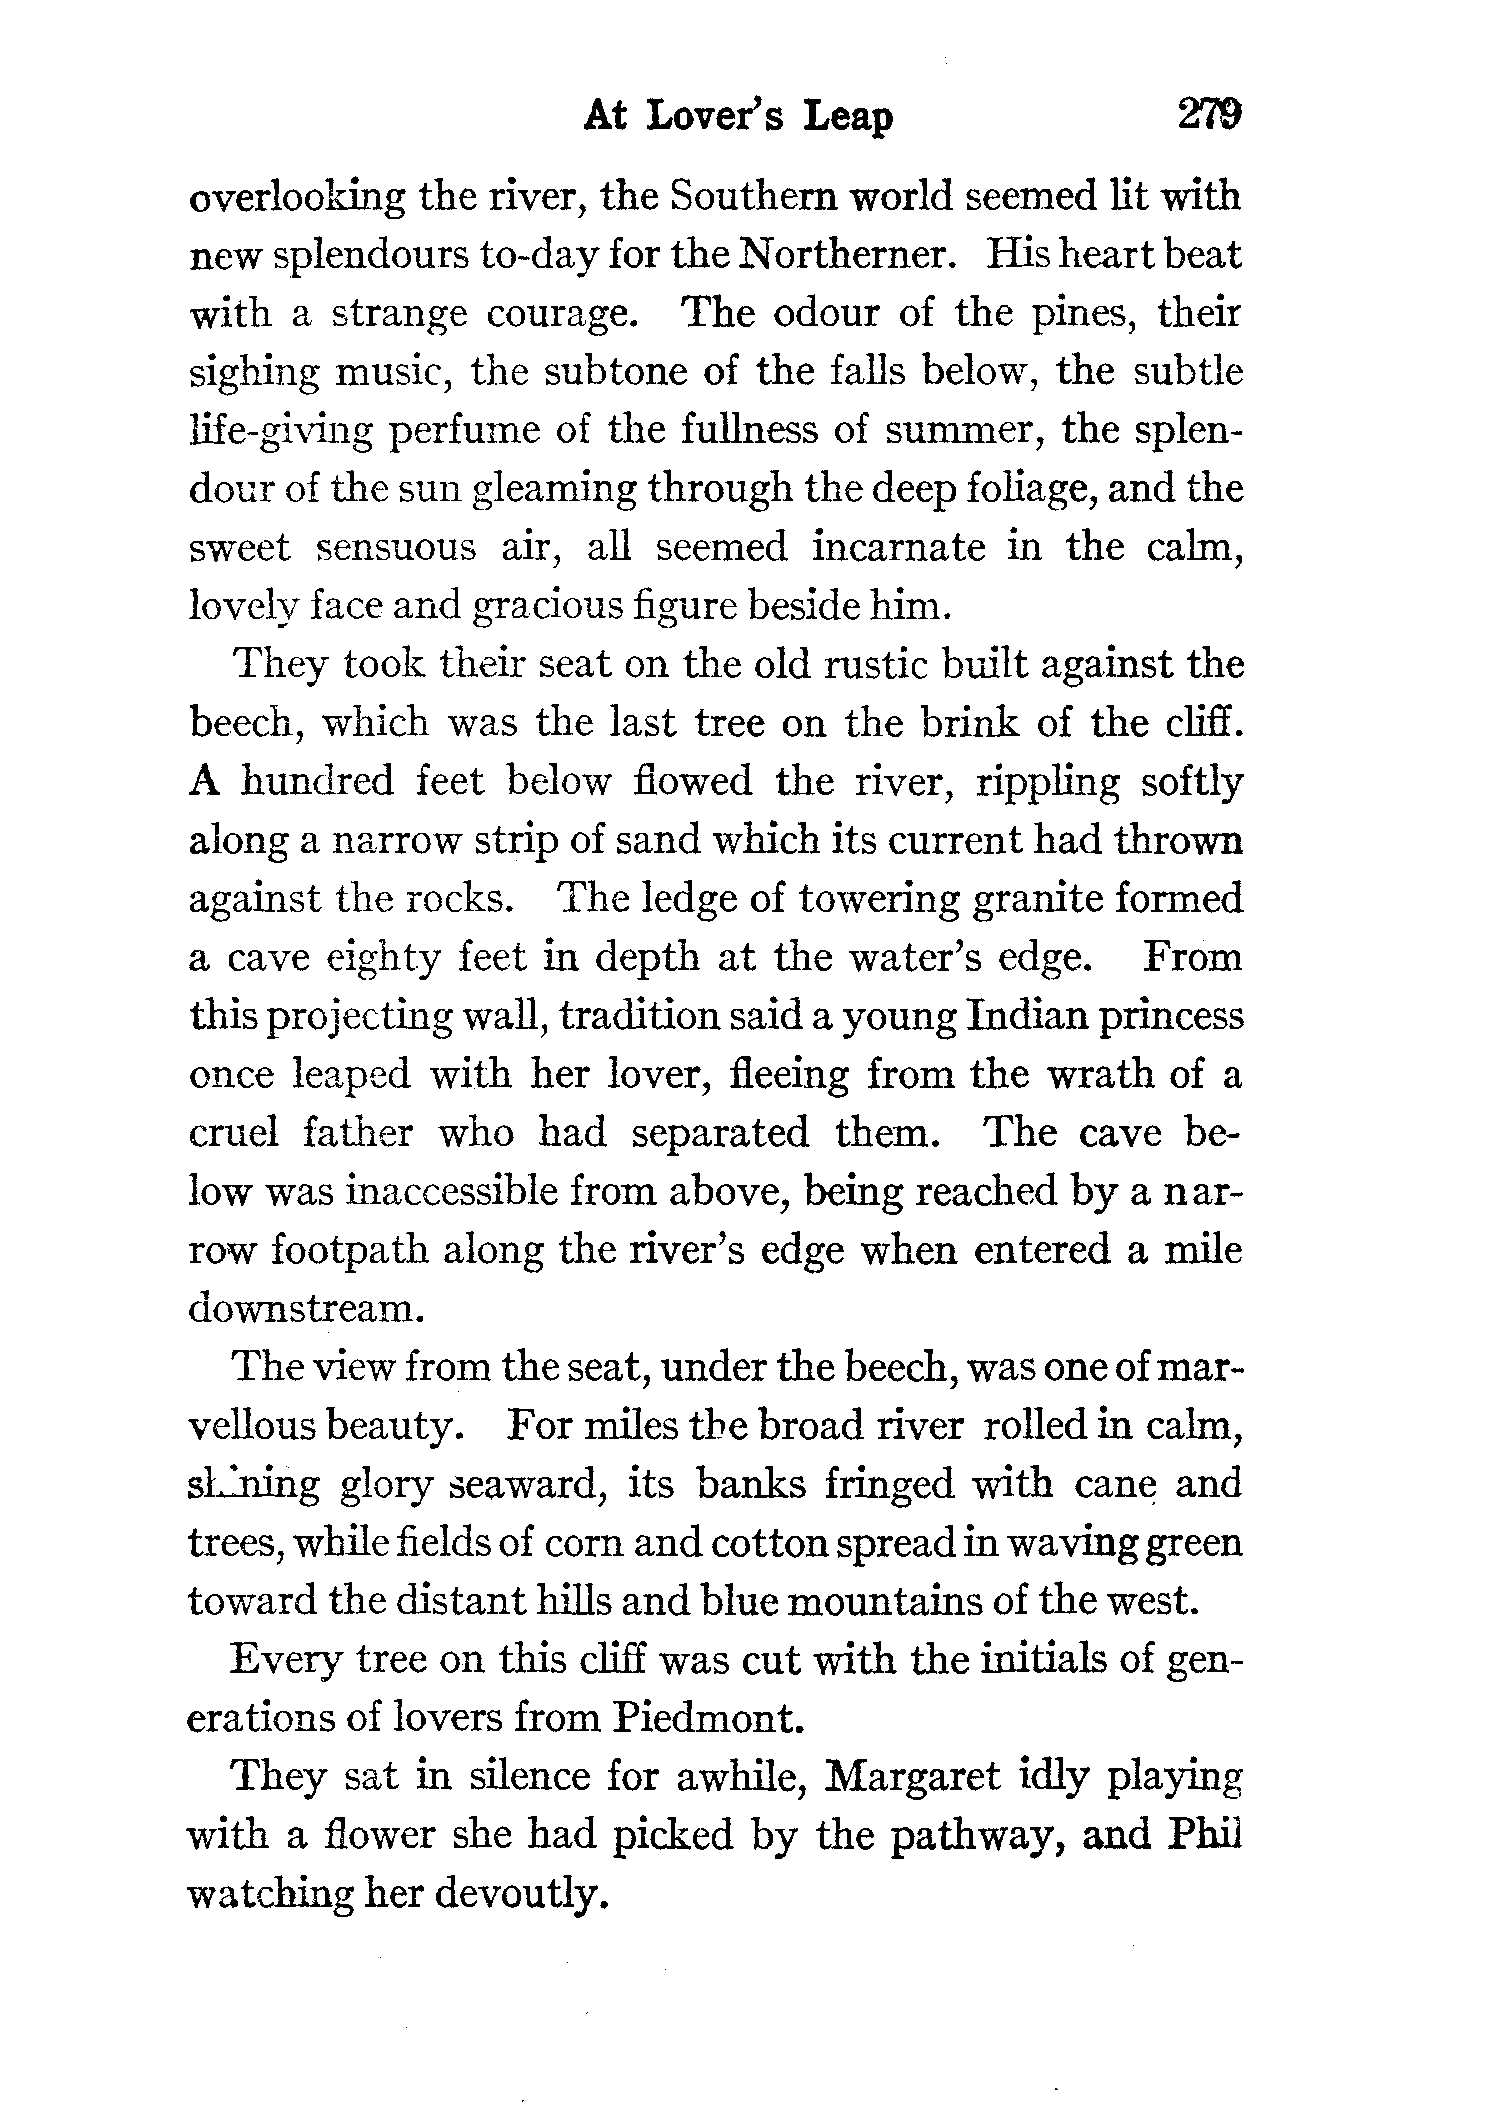 At Lover's Leap 279
overlooking the river, the Southern world seemed lit with
new splendours to-day for the Northerner. His heart beat
with a strange courage. The odour of the pines, their
sighing music, the subtone of the falls below, the subtle
life-giving perfume of the fullness of summer, the splen-
dour of the sun gleaming through the deep foliage, and the
sweet sensuous air, all seemed incarnate in the calm,
lovely face and gracious figure beside him.
They took their seat on the old rustic built against the
beech, which was the last tree on the brink of the cliff.
A hundred feet below flowed the river, rippling softly
along a narrow strip of sand which its current had thrown
against the rocks. The ledge of towering granite formed
a cave eighty feet in depth at the water's edge. From
this projecting wall, tradition said a young Indian princess
once leaped with her lover, fleeing from the wrath of a
cruel father who had separated them. The cave be-
low was inaccessible from above, being reached by a nar-
row footpath along the river's edge when entered a mile
downstream.
The view from the seat, under the beech, was one of mar-
vellous beauty. For miles the broad river rolled in calm,
shining glory seaward, its banks fringed with cane and
trees, while fields of corn and cotton spread in waving green
toward the distant hills and blue mountains of the west.
Every tree on this cliff was cut with the initials of gen-
erations of lovers from Piedmont.
They sat in silence for awhile, Margaret idly playing
with a flower she had picked by the pathway, and Phil
watching her devoutly.